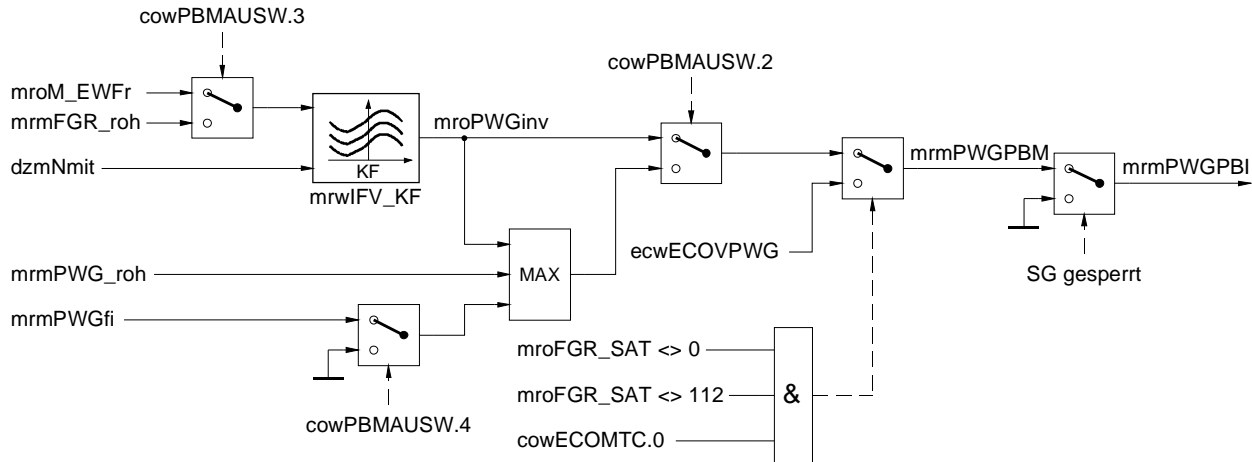 cowPBMAUSW.3
cowPBMAUSW.2
mroM_EWFr
mrmFGR_roh
mroPWGinv
mrmPWGPBM
mrmPWGPBI
dzmNmit
KF
mrwIFV_KF
ecwECOVPWG
mrmPWG_roh
MAX
SG gesperrt
mrmPWGfi
mroFGR_SAT <> 0
mroFGR_SAT <> 112
&
cowPBMAUSW.4
cowECOMTC.0